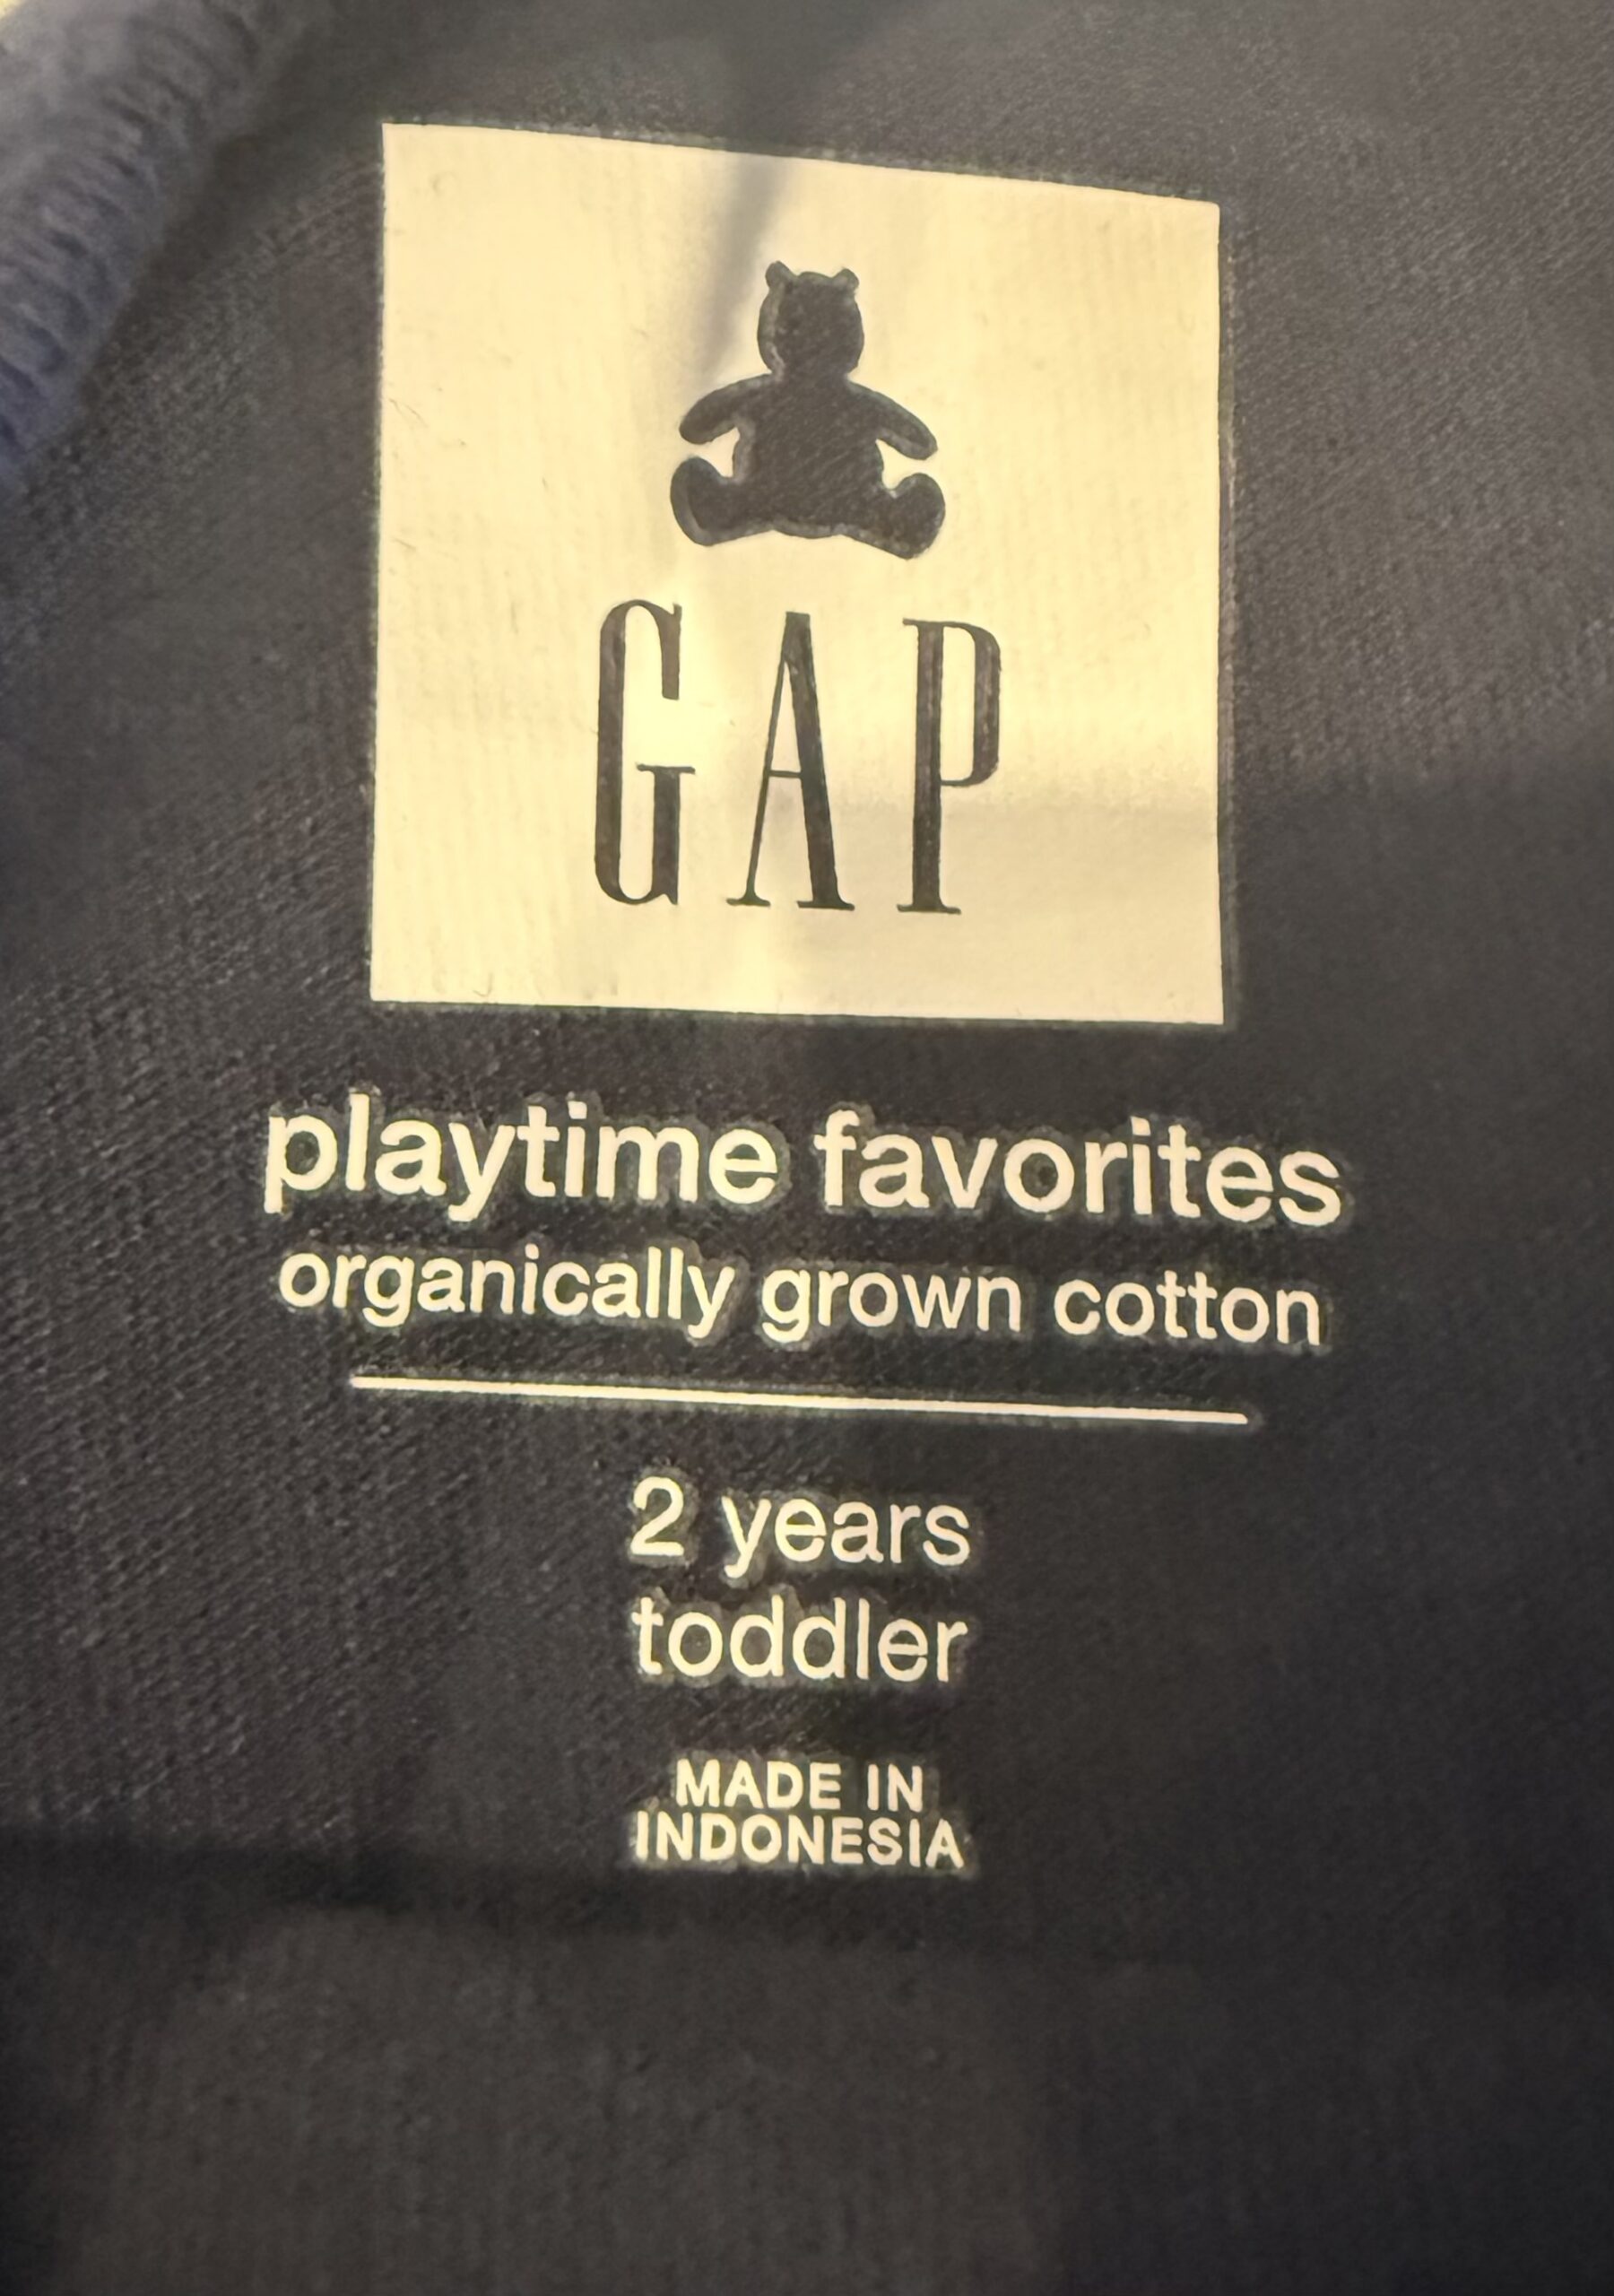 GAP
playtime favorites
organically grown cotton
2 years
toddler
MADE IN
INDONESIA